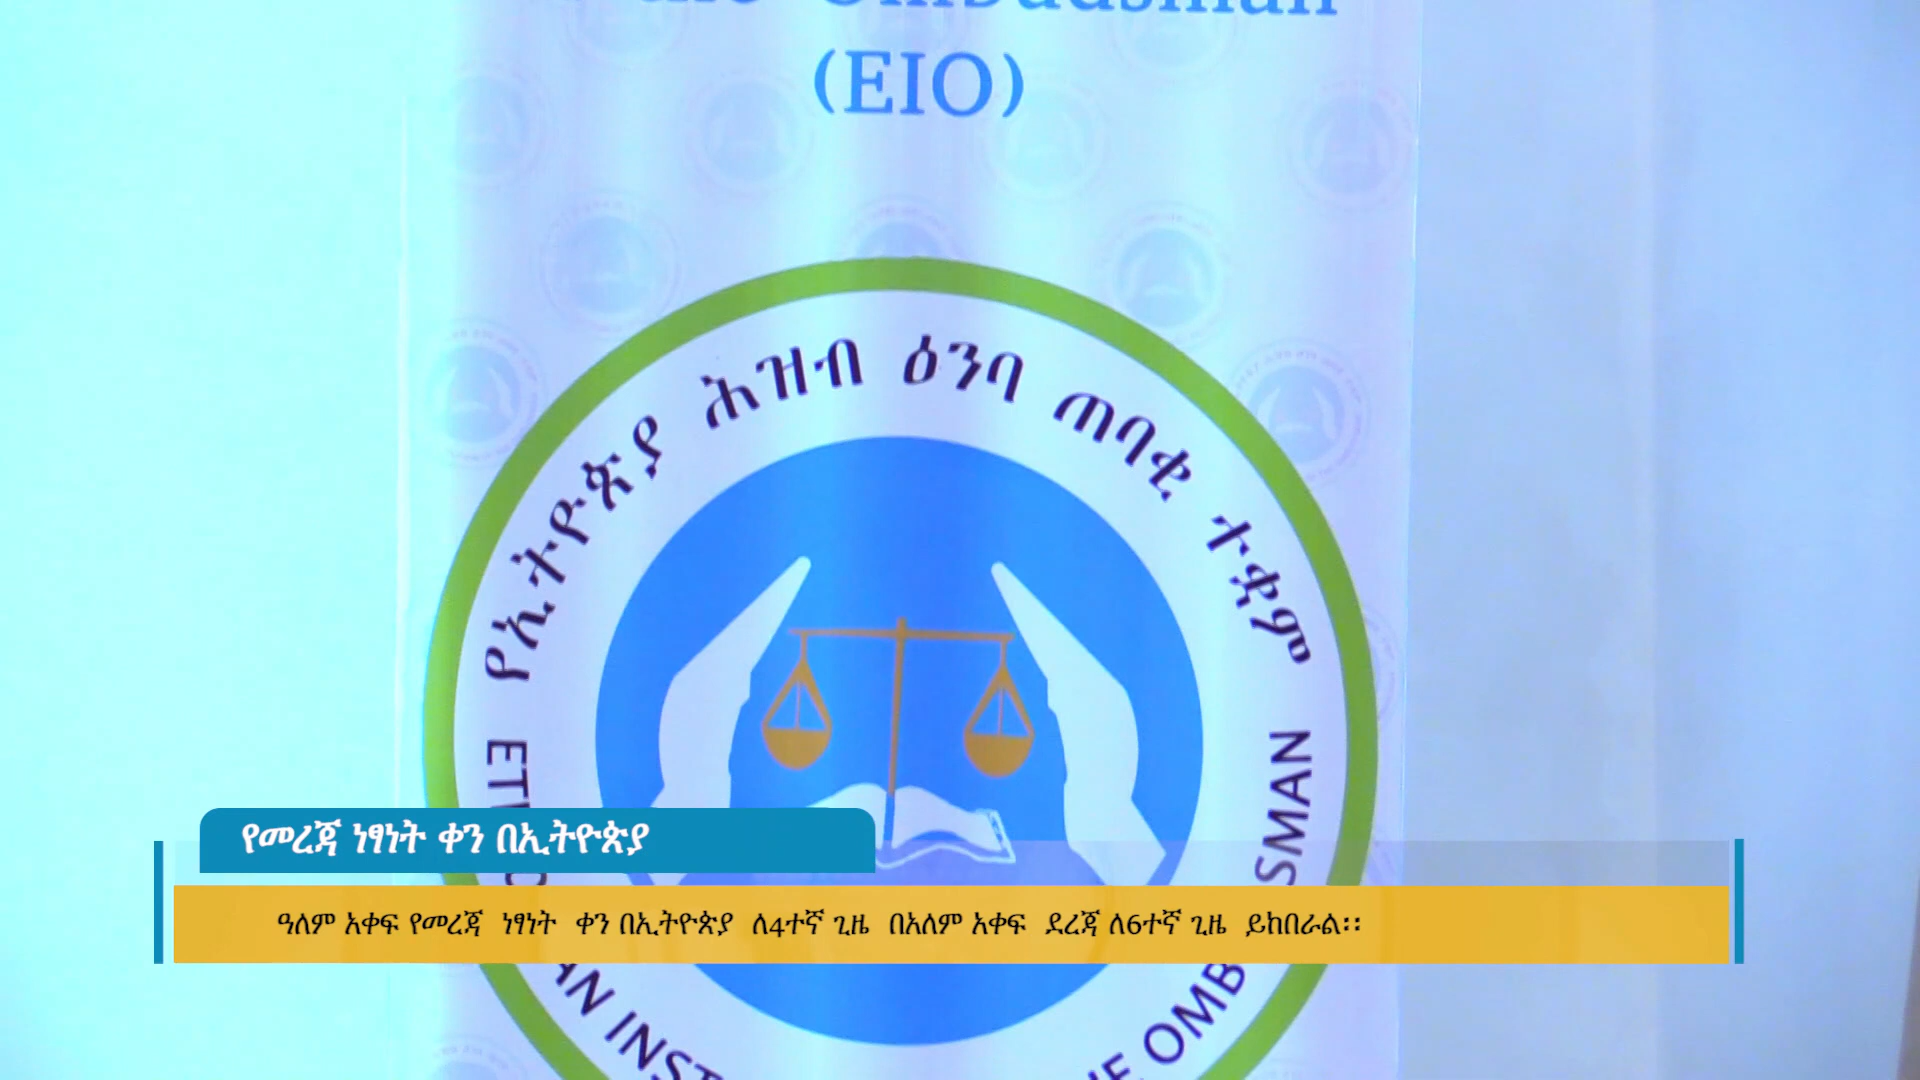 Ombudsman
(EIO)
የኢትዮጵያ ሕዝብ ዕንባ ጠባቂ ተቋም
የመረጃ ነፃነት ቀን በኢትዮጵያ
ዓለም አቀፍ የመረጃ ነፃነት ቀን በኢትዮጵያ ለ4ተኛ ጊዜ በአለም አቀፍ ደረጃ ለ6ተኛ ጊዜ ይከበራል፡፡